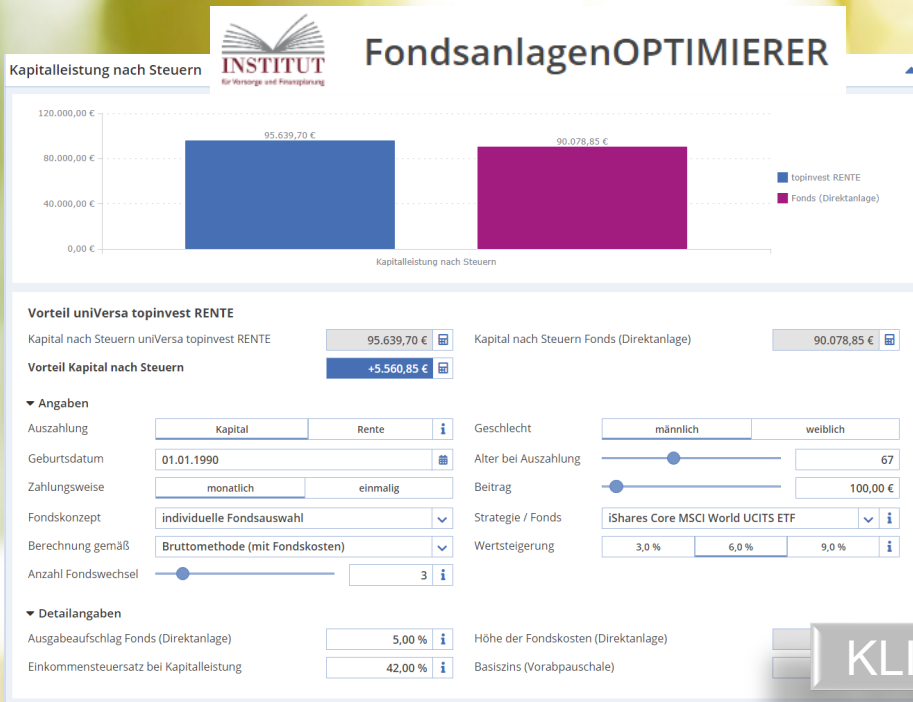 INSTITUT
für Vorsorge und Finanzplanung
FondsanlagenOPTIMIERER
Kapitalleistung nach Steuern
120.000,00 €
80.000,00 €
40.000,00 €
0,00 €
95.639,70 €
90.078,85 €
Kapitalleistung nach Steuern
topinvest RENTE
Fonds (Direktanlage)
Vorteil uniVersa topinvest RENTE
Kapital nach Steuern uniVersa topinvest RENTE 95.639,70 € Kapital nach Steuern Fonds (Direktanlage) 90.078,85 €
Vorteil Kapital nach Steuern +5.560,85 €
Angaben
Auszahlung Kapital Rente i Geschlecht männlich weiblich
Geburtsdatum 01.01.1990 Alter bei Auszahlung 67
Zahlungsweise monatlich einmalig Beitrag 100,00 €
Fondskonzept individuelle Fondsauswahl Strategie / Fonds iShares Core MSCI World UCITS ETF i
Berechnung gemäß Bruttomethode (mit Fondskosten) Wertsteigerung 3,0 % 6,0 % 9,0 % i
Anzahl Fondswechsel 3 i
Detailangaben
Ausgabeaufschlag Fonds (Direktanlage) 5,00 % i Höhe der Fondskosten (Direktanlage)
Einkommensteuersatz bei Kapitalleistung 42,00 % i Basiszins (Vorabpauschale)